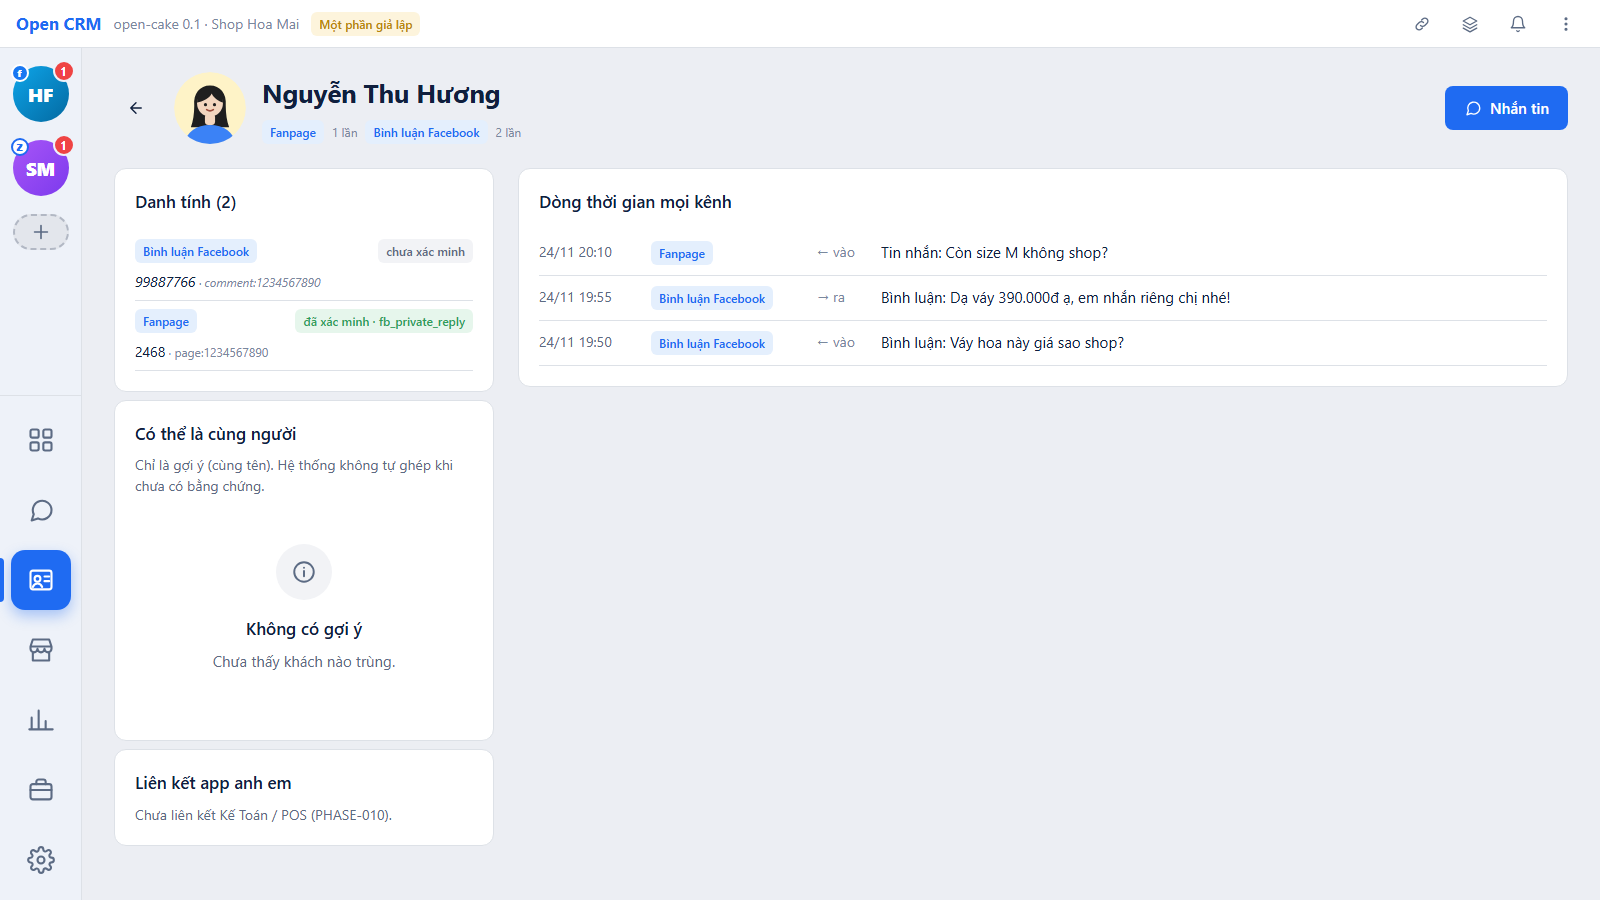 Open CRM
open-cake 0.1 · Shop Hoa Mai
Một phần giả lập
f
1
HF
z
1
SM
Nguyễn Thu Hương
Fanpage 1 lần Bình luận Facebook 2 lần
Nhắn tin
Danh tính (2)
Bình luận Facebook chưa xác minh
99887766 · comment:1234567890
Fanpage đã xác minh · fb_private_reply
2468 · page:1234567890
Có thể là cùng người
Chỉ là gợi ý (cùng tên). Hệ thống không tự ghép khi
chưa có bằng chứng.
Không có gợi ý
Chưa thấy khách nào trùng.
Liên kết app anh em
Chưa liên kết Kế Toán / POS (PHASE-010).
Dòng thời gian mọi kênh
24/11 20:10 Fanpage ← vào Tin nhắn: Còn size M không shop?
24/11 19:55 Bình luận Facebook → ra Bình luận: Dạ váy 390.000đ ạ, em nhắn riêng chị nhé!
24/11 19:50 Bình luận Facebook ← vào Bình luận: Váy hoa này giá sao shop?